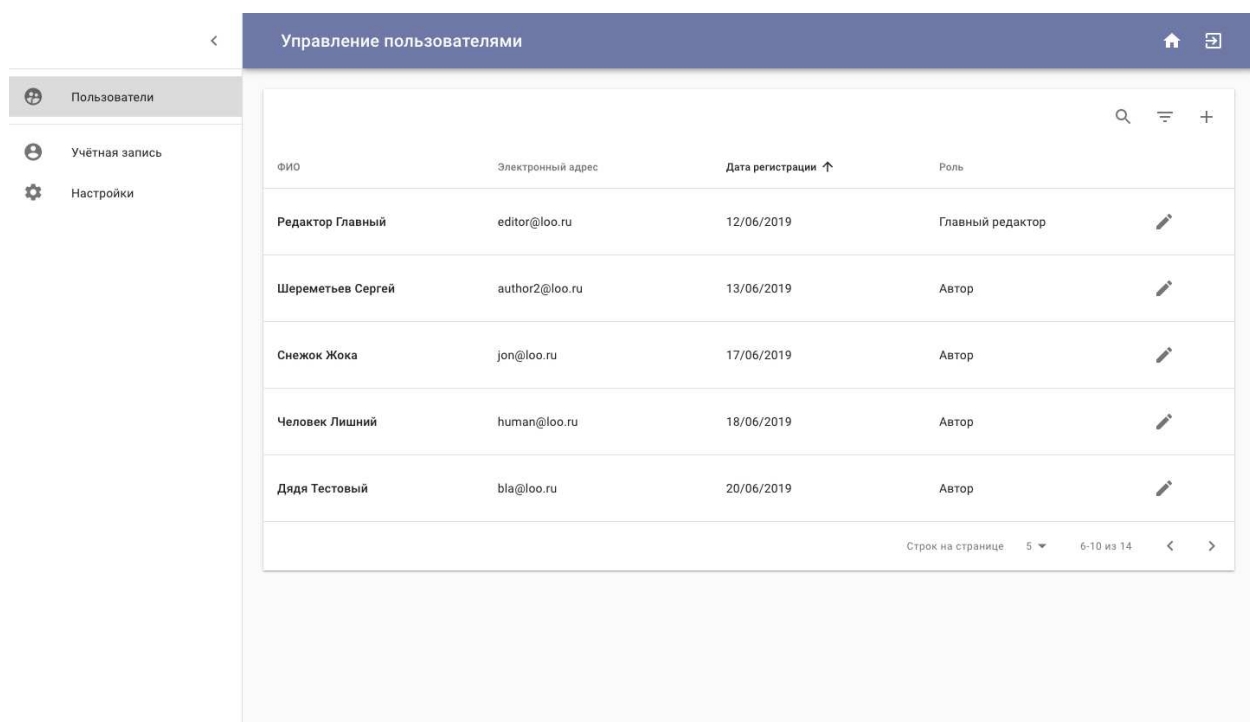 Управление пользователями
Пользователи
Учётная запись
Настройки
ФИО Электронный адрес Дата регистрации Роль
Редактор Главный editor@loo.ru 12/06/2019 Главный редактор
Шереметьев Сергей author2@loo.ru 13/06/2019 Автор
Снежок Жока jon@loo.ru 17/06/2019 Автор
Человек Лишний human@loo.ru 18/06/2019 Автор
Дядя Тестовый bla@loo.ru 20/06/2019 Автор
Строк на странице 5 6-10 из 14